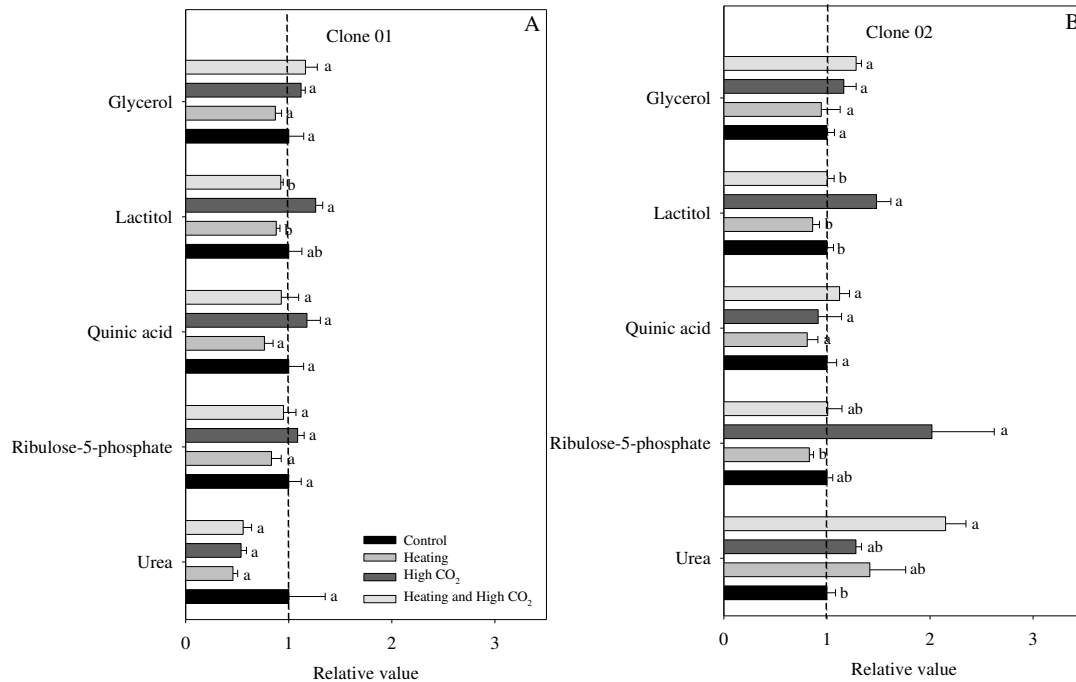 A
Clone 01
Glycerol
a
a
a
a
Lactitol
b
a
b
ab
Quinic acid
a
a
a
a
Ribulose-5-phosphate
a
a
a
a
Urea
a
a
a
a
Control
Heating
High CO₂
Heating and High CO₂
0
1
2
3
Relative value
B
Clone 02
Glycerol
a
a
a
a
Lactitol
b
a
b
b
Quinic acid
a
a
a
a
Ribulose-5-phosphate
ab
a
b
ab
Urea
a
ab
ab
b
0
1
2
3
Relative value